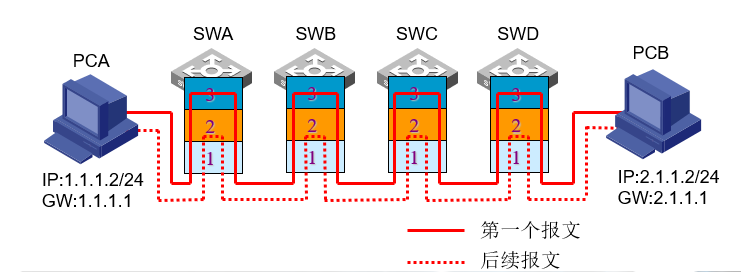 SWA SWB SWC SWD
PCA PCB
3 3 3 3
2 2 2 2
1 1 1 1
IP:1.1.1.2/24 IP:2.1.1.2/24
GW:1.1.1.1 GW:2.1.1.1
第一个报文
后续报文